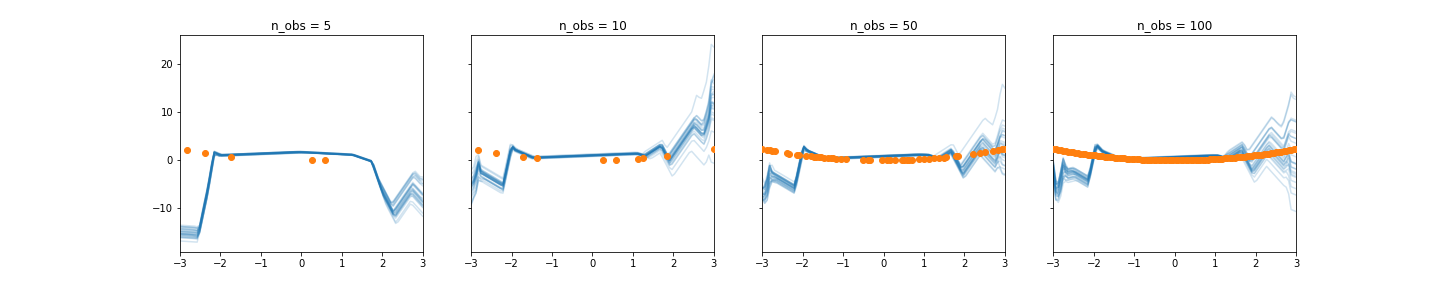 n_obs = 5
n_obs = 10
n_obs = 50
n_obs = 100
20
10
0
−10
−3 −2 −1 0 1 2 3
−3 −2 −1 0 1 2 3
−3 −2 −1 0 1 2 3
−3 −2 −1 0 1 2 3